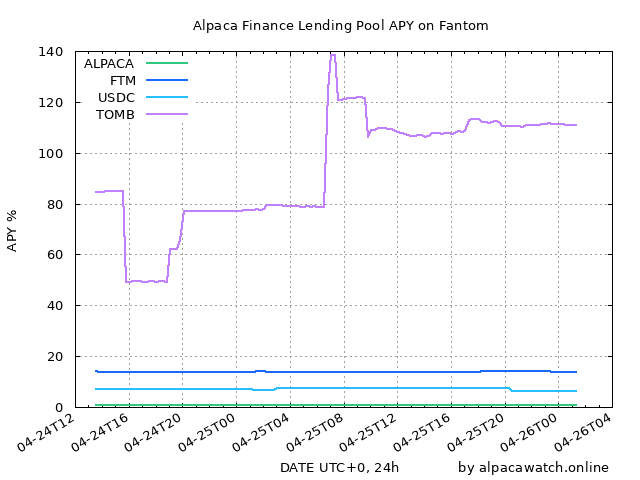 Alpaca Finance Lending Pool APY on Fantom
APY %
140
120
100
80
60
40
20
0
ALPACA
FTM
USDC
TOMB
04-24T12
04-24T16
04-24T20
04-25T00
04-25T04
04-25T08
04-25T12
04-25T16
04-25T20
04-26T00
04-26T04
DATE UTC+0, 24h
by alpacawatch.online